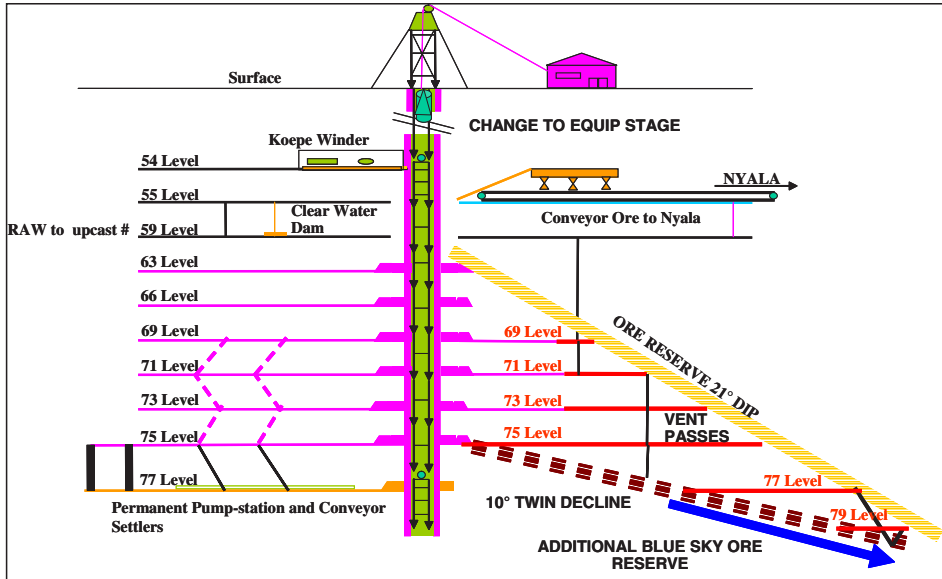 Surface
CHANGE TO EQUIP STAGE
Koepe Winder
54 Level
NYALA
55 Level
Clear Water
Dam
Conveyor Ore to Nyala
RAW to upcast #
59 Level
63 Level
66 Level
69 Level
69 Level
ORE RESERVE 21° DIP
71 Level
71 Level
73 Level
73 Level
VENT
PASSES
75 Level
75 Level
77 Level
77 Level
10° TWIN DECLINE
Permanent Pump-station and Conveyor
Settlers
79 Level
ADDITIONAL BLUE SKY ORE
RESERVE